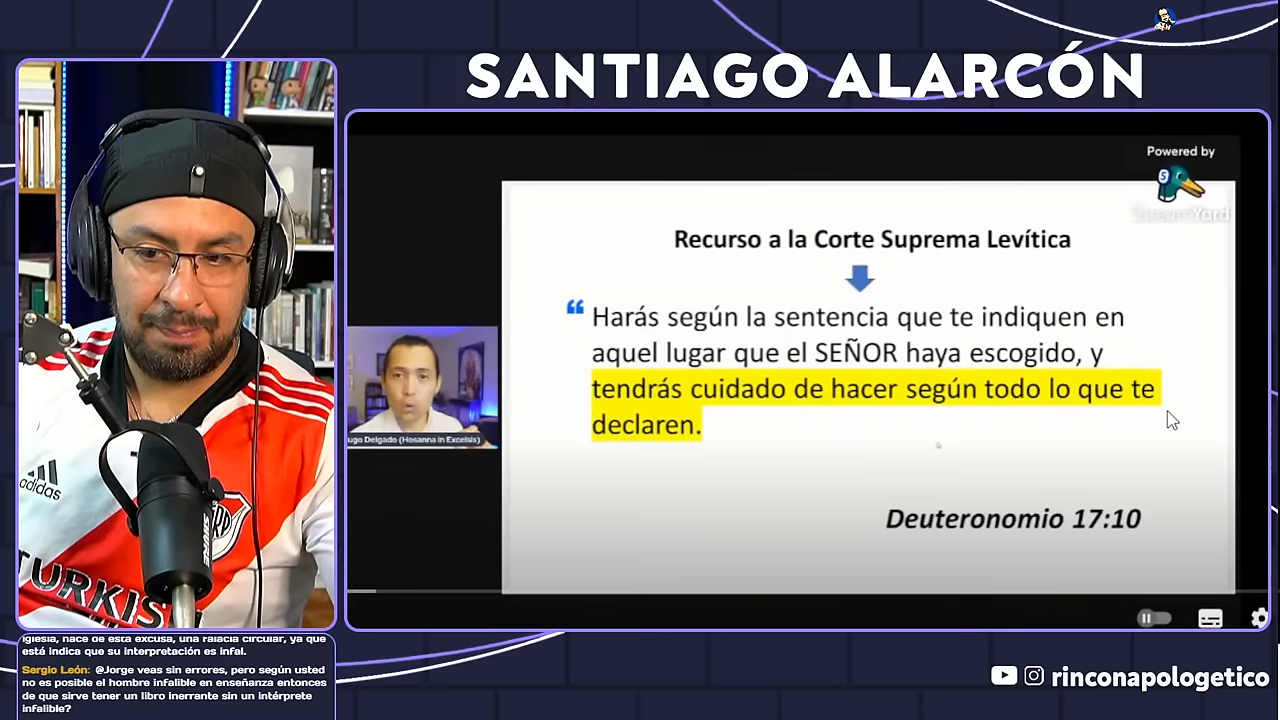 SANTIAGO ALARCÓN
Powered by
StreamYard
Recurso a la Corte Suprema Levítica
“ Harás según la sentencia que te indiquen en
aquel lugar que el SEÑOR haya escogido, y
tendrás cuidado de hacer según todo lo que te
declaren.
Deuteronomio 17:10
ugo Delgado (Hosanna in Excelsis)
adidas
TURKIS
SHURE
iglesia, hace de esta excusa, una falacia circular, ya que
está indica que su interpretación es infal.
Sergio León: @Jorge veas sin errores, pero según usted
no es posible el hombre infalible en enseñanza entonces
de que sirve tener un libro inerrante sin un intérprete
infalible?
rinconapologetico